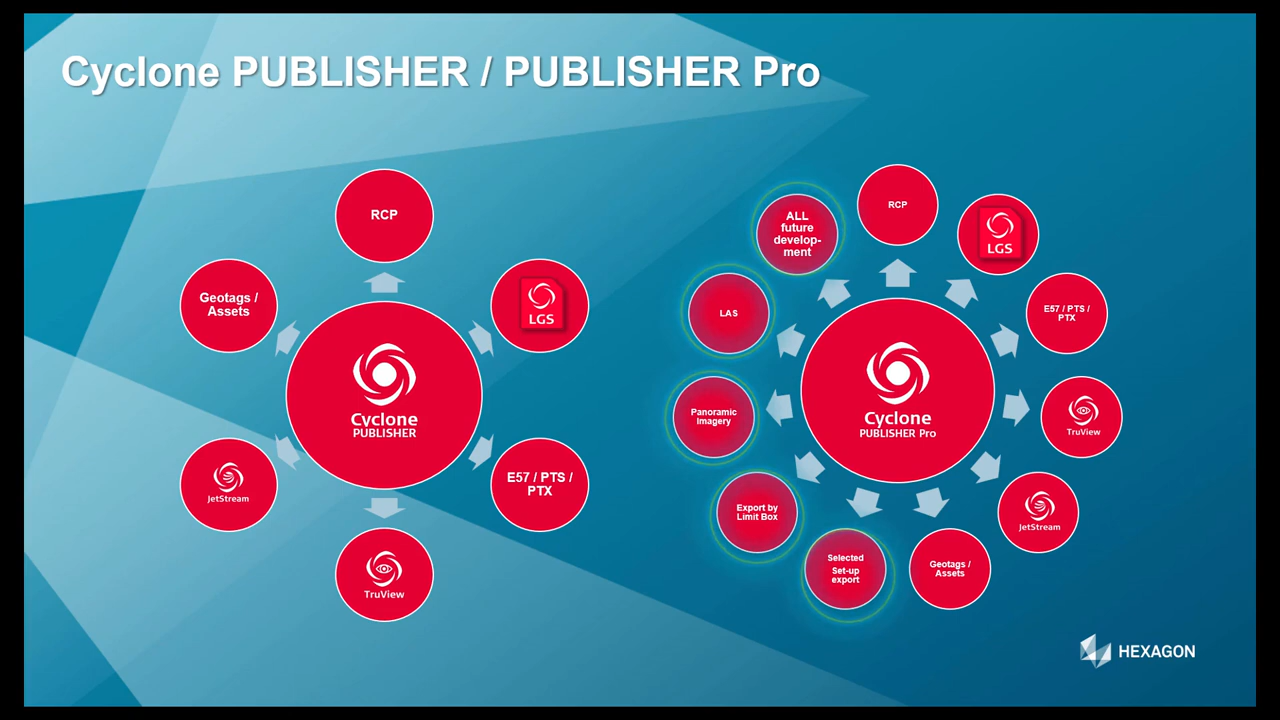 Cyclone PUBLISHER / PUBLISHER Pro
RCP
LGS
E57 / PTS /
PTX
TruView
JetStream
Geotags /
Assets
Cyclone
PUBLISHER
RCP
LGS
E57 / PTS /
PTX
TruView
JetStream
Geotags /
Assets
Selected
Set-up
export
Export by
Limit Box
Panoramic
Imagery
LAS
ALL
future
develop-
ment
Cyclone
PUBLISHER Pro
HEXAGON